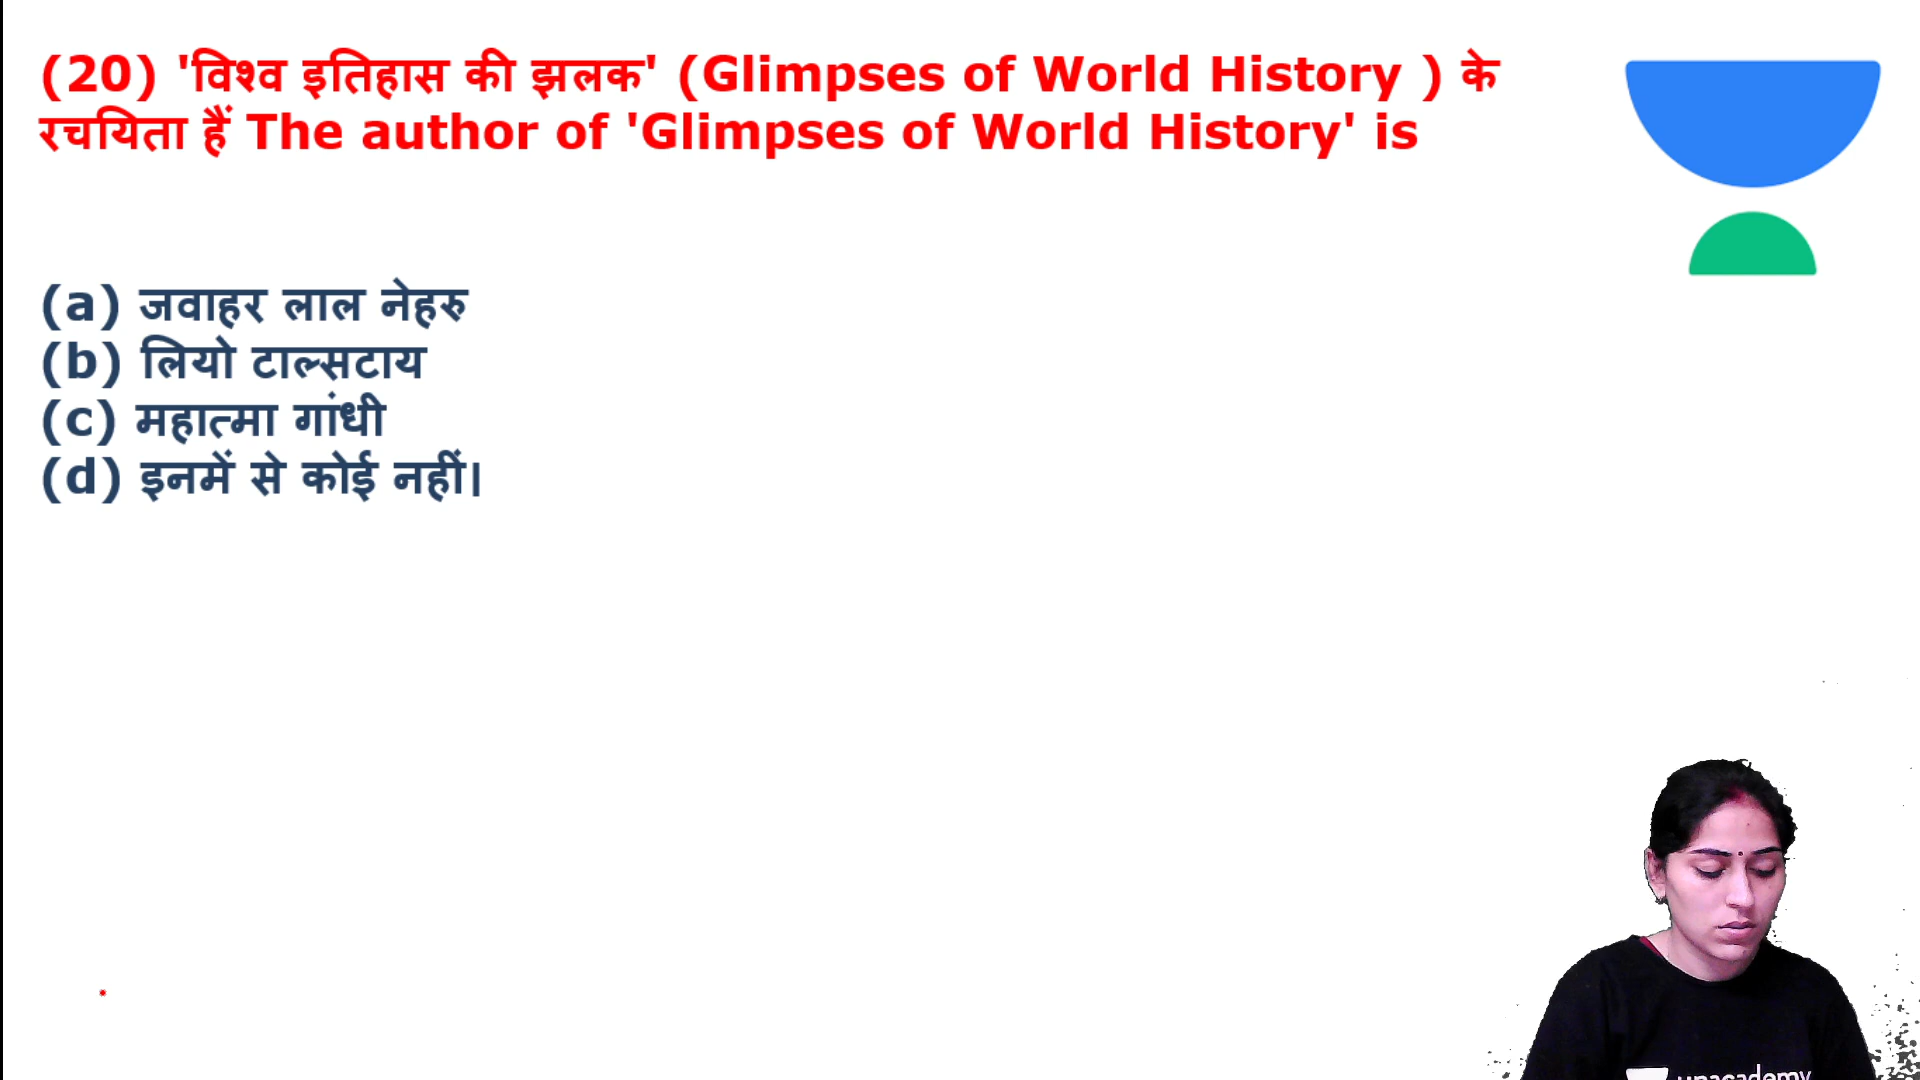 (20) 'विश्व इतिहास की झलक' (Glimpses of World History ) के
रचयिता हैं The author of 'Glimpses of World History' is
(a) जवाहर लाल नेहरु
(b) लियो टाल्सटाय
(c) महात्मा गांधी
(d) इनमें से कोई नहीं।
unacademy